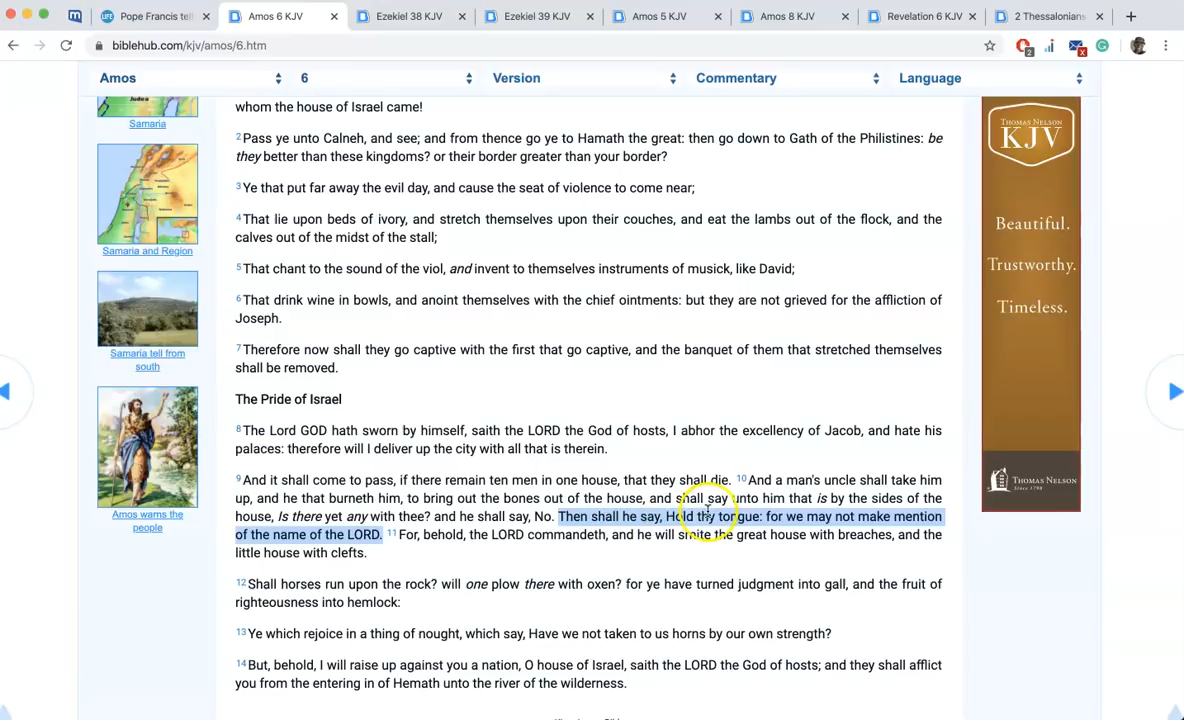 Pope Francis tell
Amos 6 KJV
Ezekiel 38 KJV
Ezekiel 39 KJV
Amos 5 KJV
Amos 8 KJV
Revelation 6 KJV
2 Thessalonians
biblehub.com/kjv/amos/6.htm
Amos 6 Version Commentary Language
whom the house of Israel came!
2 Pass ye unto Calneh, and see; and from thence go ye to Hamath the great: then go down to Gath of the Philistines: be
they better than these kingdoms? or their border greater than your border?
3 Ye that put far away the evil day, and cause the seat of violence to come near;
4 That lie upon beds of ivory, and stretch themselves upon their couches, and eat the lambs out of the flock, and the
calves out of the midst of the stall;
5 That chant to the sound of the viol, and invent to themselves instruments of musick, like David;
6 That drink wine in bowls, and anoint themselves with the chief ointments: but they are not grieved for the affliction of
Joseph.
7 Therefore now shall they go captive with the first that go captive, and the banquet of them that stretched themselves
shall be removed.
The Pride of Israel
8 The Lord GOD hath sworn by himself, saith the LORD the God of hosts, I abhor the excellency of Jacob, and hate his
palaces: therefore will I deliver up the city with all that is therein.
9 And it shall come to pass, if there remain ten men in one house, that they shall die. 10 And a man's uncle shall take him
up, and he that burneth him, to bring out the bones out of the house, and shall say unto him that is by the sides of the
house, Is there yet any with thee? and he shall say, No. Then shall he say, Hold thy tongue: for we may not make mention
of the name of the LORD. 11 For, behold, the LORD commandeth, and he will smite the great house with breaches, and the
little house with clefts.
12 Shall horses run upon the rock? will one plow there with oxen? for ye have turned judgment into gall, and the fruit of
righteousness into hemlock:
13 Ye which rejoice in a thing of nought, which say, Have we not taken to us horns by our own strength?
14 But, behold, I will raise up against you a nation, O house of Israel, saith the LORD the God of hosts; and they shall afflict
you from the entering in of Hemath unto the river of the wilderness.
Judea
Samaria
Samaria and Region
Samaria tell from
south
Amos warns the
people
THOMAS NELSON
KJV
Beautiful.
Trustworthy.
Timeless.
THOMAS NELSON
Since 1798
2
x